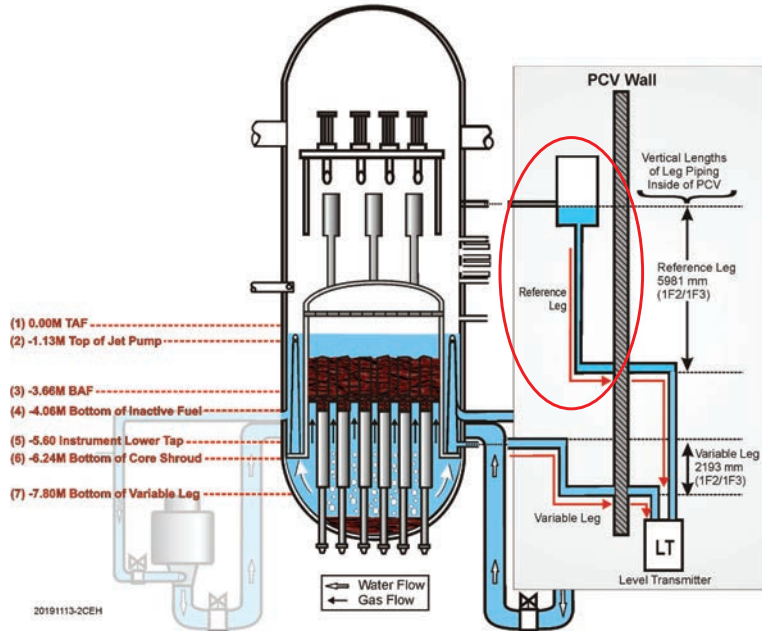 PCV Wall
Vertical Lengths
of Leg Piping
Inside of PCV
Reference Leg
5981 mm
(1F2/1F3)
Reference
Leg
(1) 0.00M TAF
(2) -1.13M Top of Jet Pump
(3) -3.66M BAF
(4) -4.06M Bottom of Inactive Fuel
(5) -5.60 Instrument Lower Tap
(6) -6.24M Bottom of Core Shroud
(7) -7.80M Bottom of Variable Leg
Variable Leg
2193 mm
(1F2/1F3)
Variable Leg
LT
Level Transmitter
Water Flow
Gas Flow
20191113-2CEH